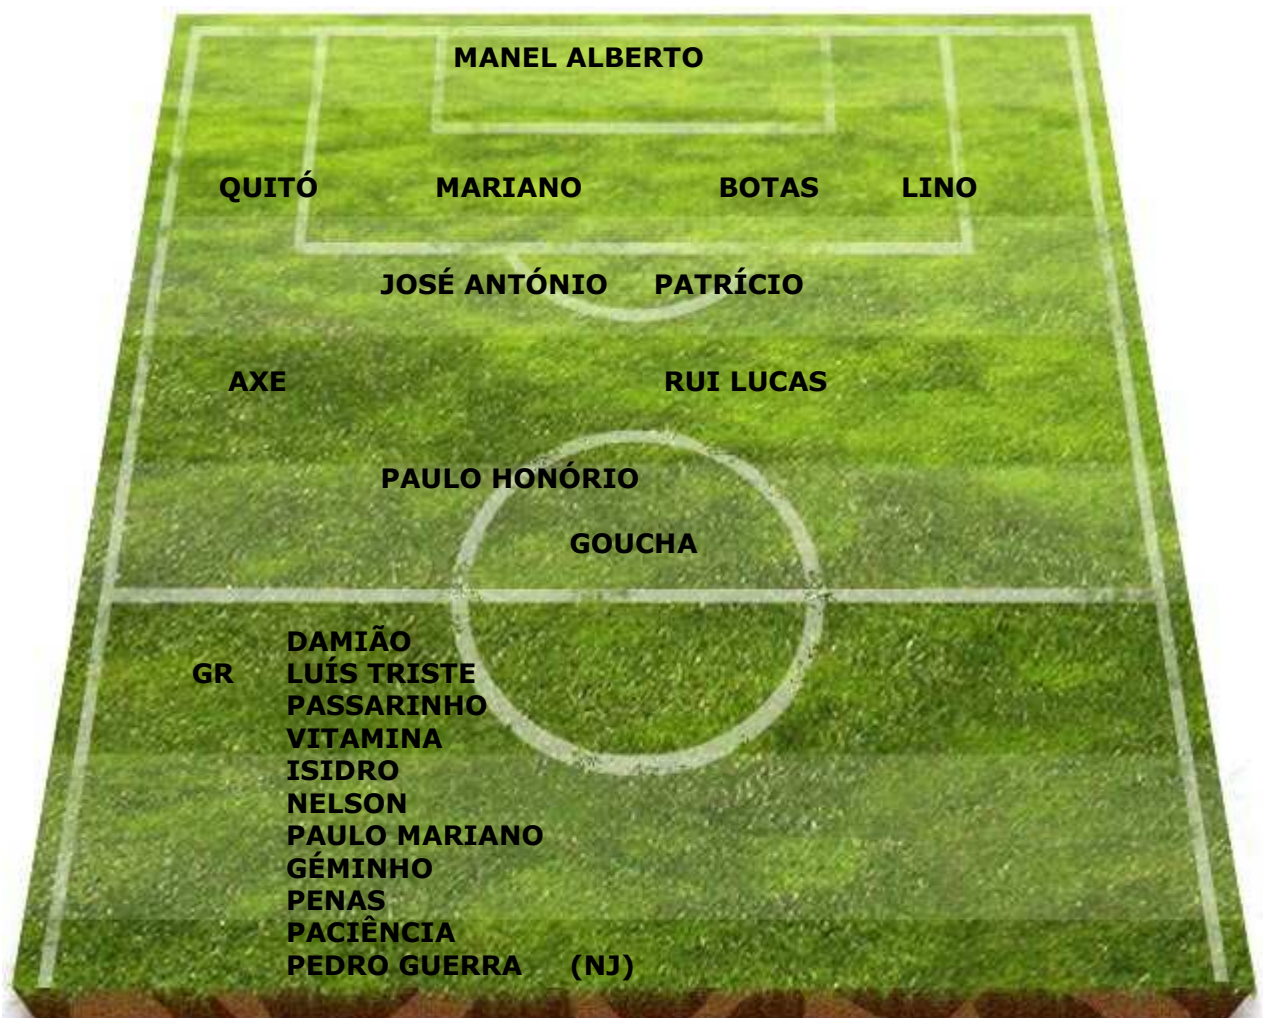 MANEL ALBERTO
QUITÓ MARIANO BOTAS LINO
JOSÉ ANTÓNIO PATRÍCIO
AXE RUI LUCAS
PAULO HONÓRIO
GOUCHA
DAMIÃO
GR LUÍS TRISTE
PASSARINHO
VITAMINA
ISIDRO
NELSON
PAULO MARIANO
GÉMINHO
PENAS
PACIÊNCIA
PEDRO GUERRA (NJ)